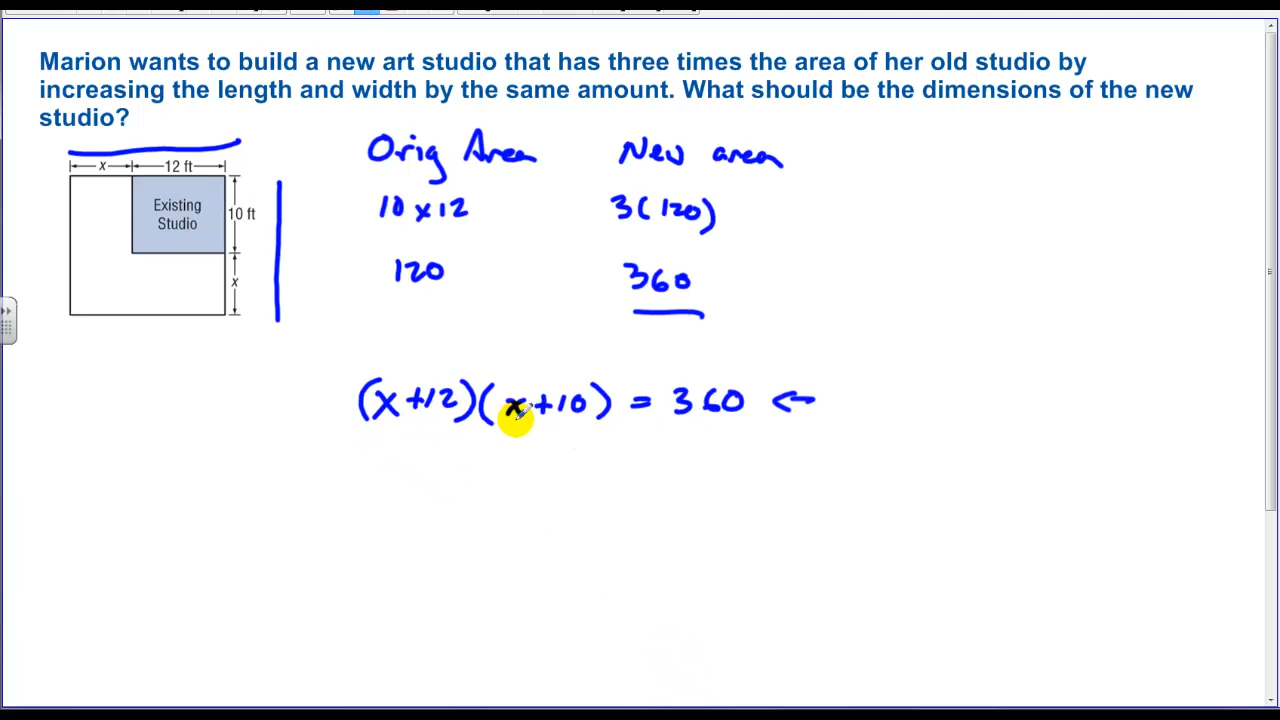 Marion wants to build a new art studio that has three times the area of her old studio by
increasing the length and width by the same amount. What should be the dimensions of the new
studio?
x 12 ft
Existing
Studio
10 ft
x
Orig Area New area
10 x 12 3(120)
120 360
(x+12)(x+10) = 360 ←